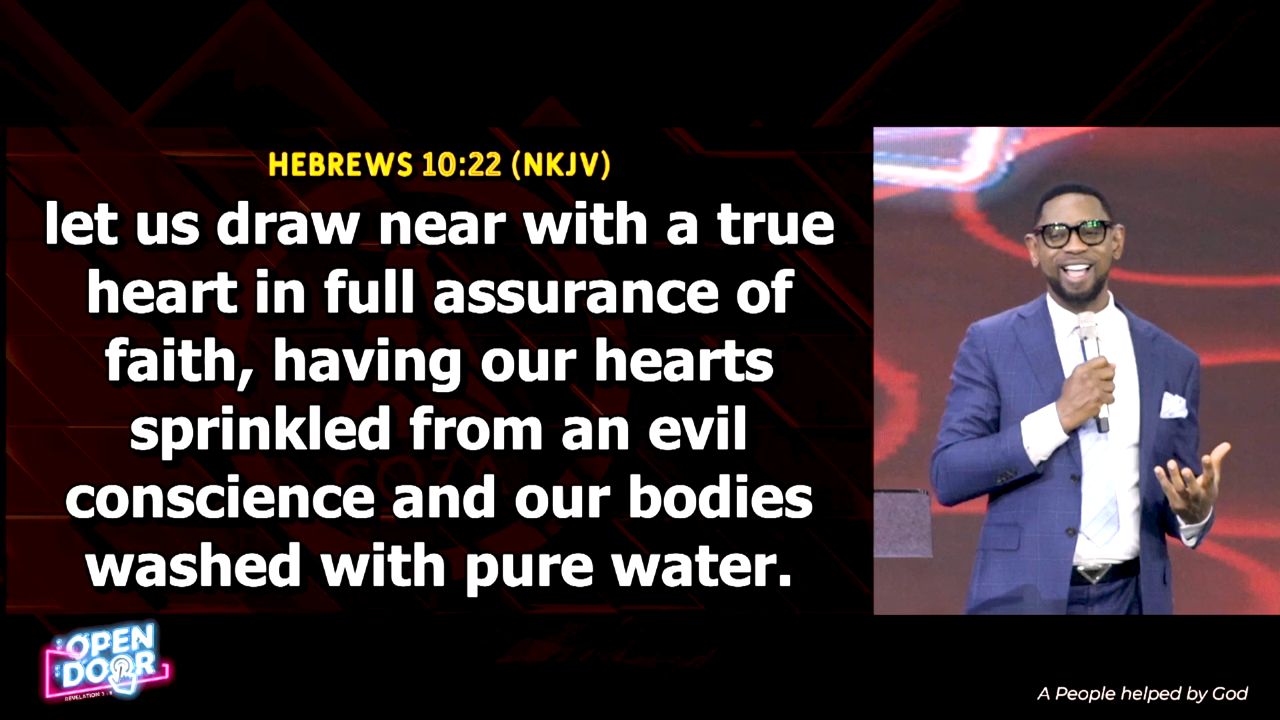 HEBREWS 10:22 (NKJV)
let us draw near with a true
heart in full assurance of
faith, having our hearts
sprinkled from an evil
conscience and our bodies
washed with pure water.
OPEN
DOOR
A People helped by God